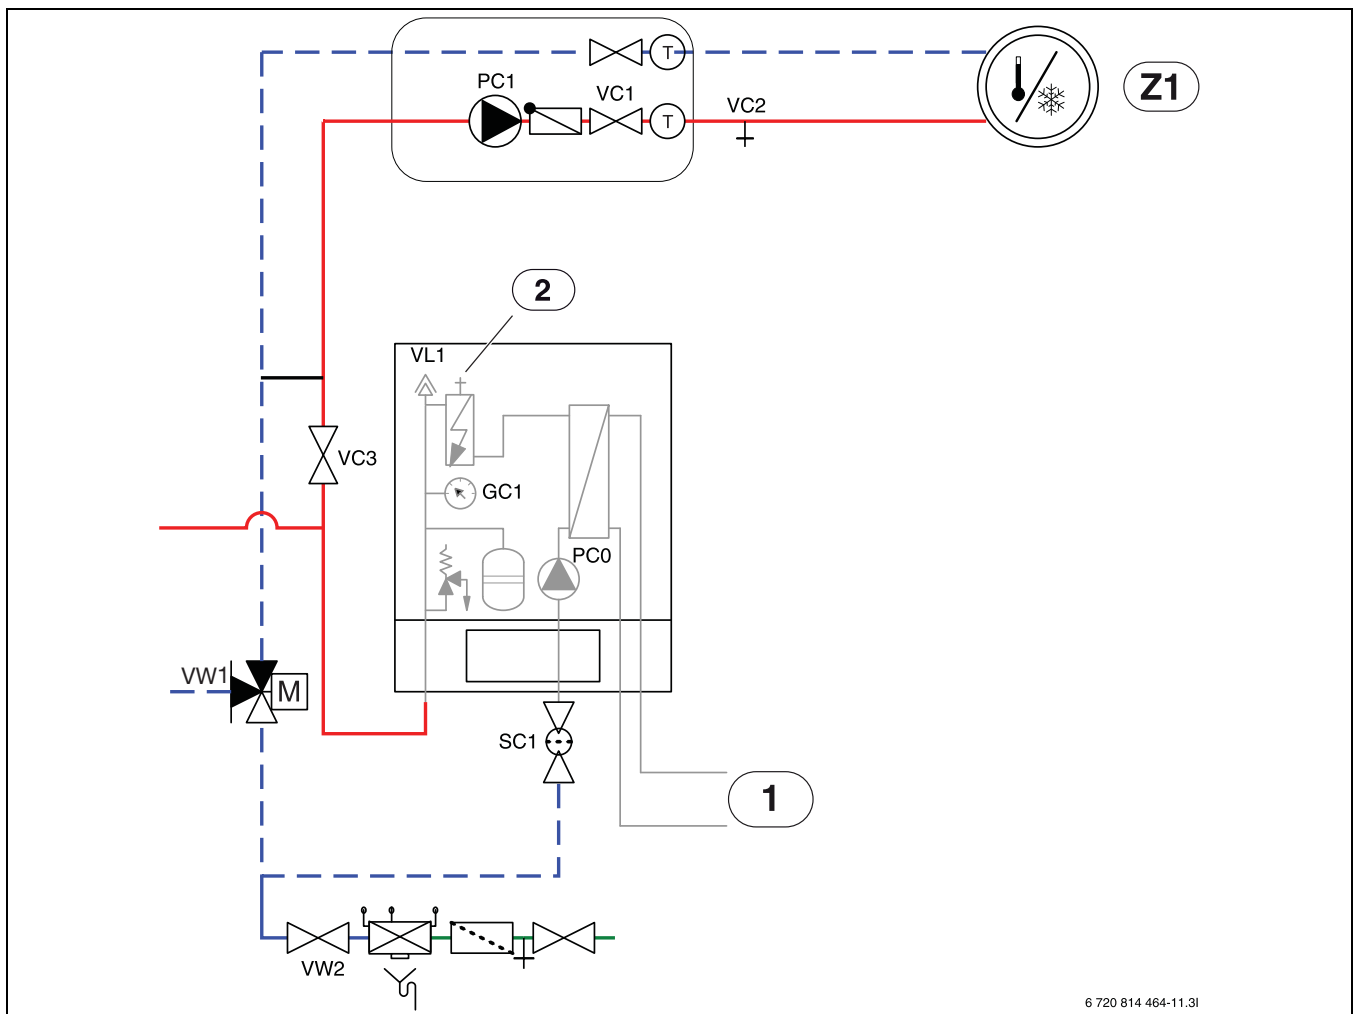 T
PC1
VC1
T
VC2
Z1
2
VL1
VC3
GC1
PC0
VW1
M
SC1
1
VW2
6 720 814 464-11.3I